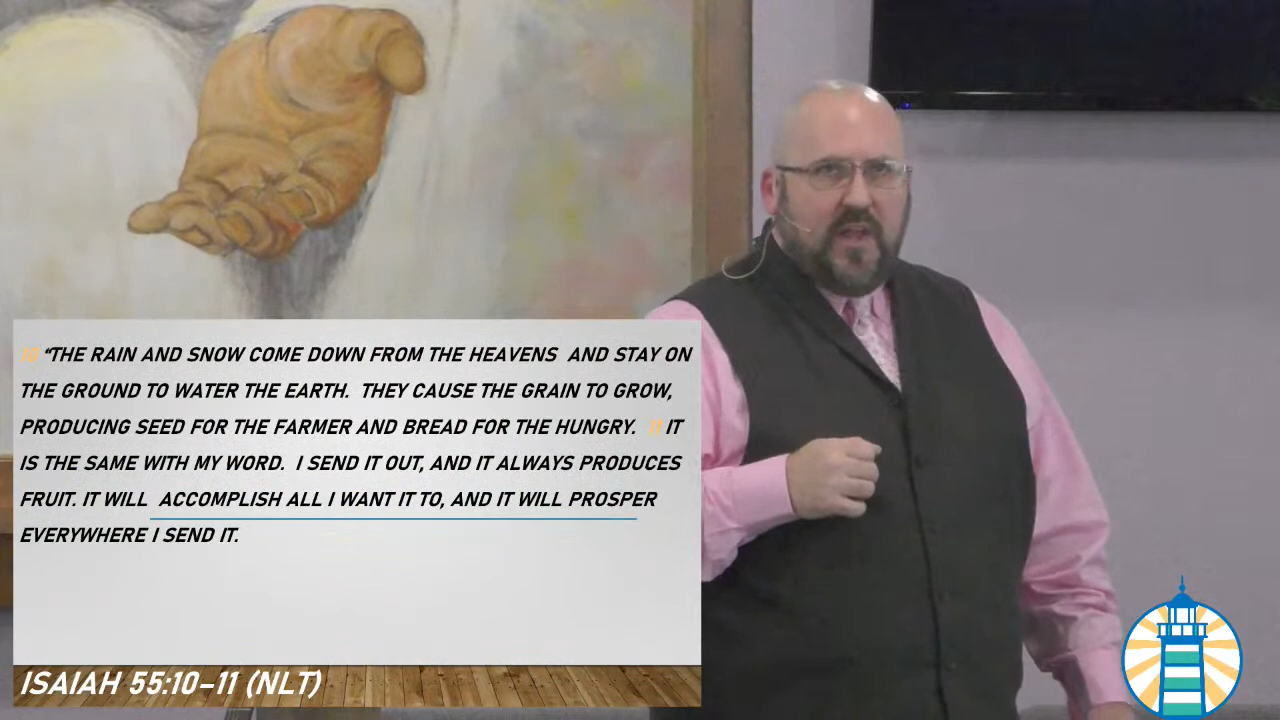 10 “THE RAIN AND SNOW COME DOWN FROM THE HEAVENS AND STAY ON
THE GROUND TO WATER THE EARTH. THEY CAUSE THE GRAIN TO GROW,
PRODUCING SEED FOR THE FARMER AND BREAD FOR THE HUNGRY. 11 IT
IS THE SAME WITH MY WORD. I SEND IT OUT, AND IT ALWAYS PRODUCES
FRUIT. IT WILL ACCOMPLISH ALL I WANT IT TO, AND IT WILL PROSPER
EVERYWHERE I SEND IT.
ISAIAH 55:10–11 (NLT)